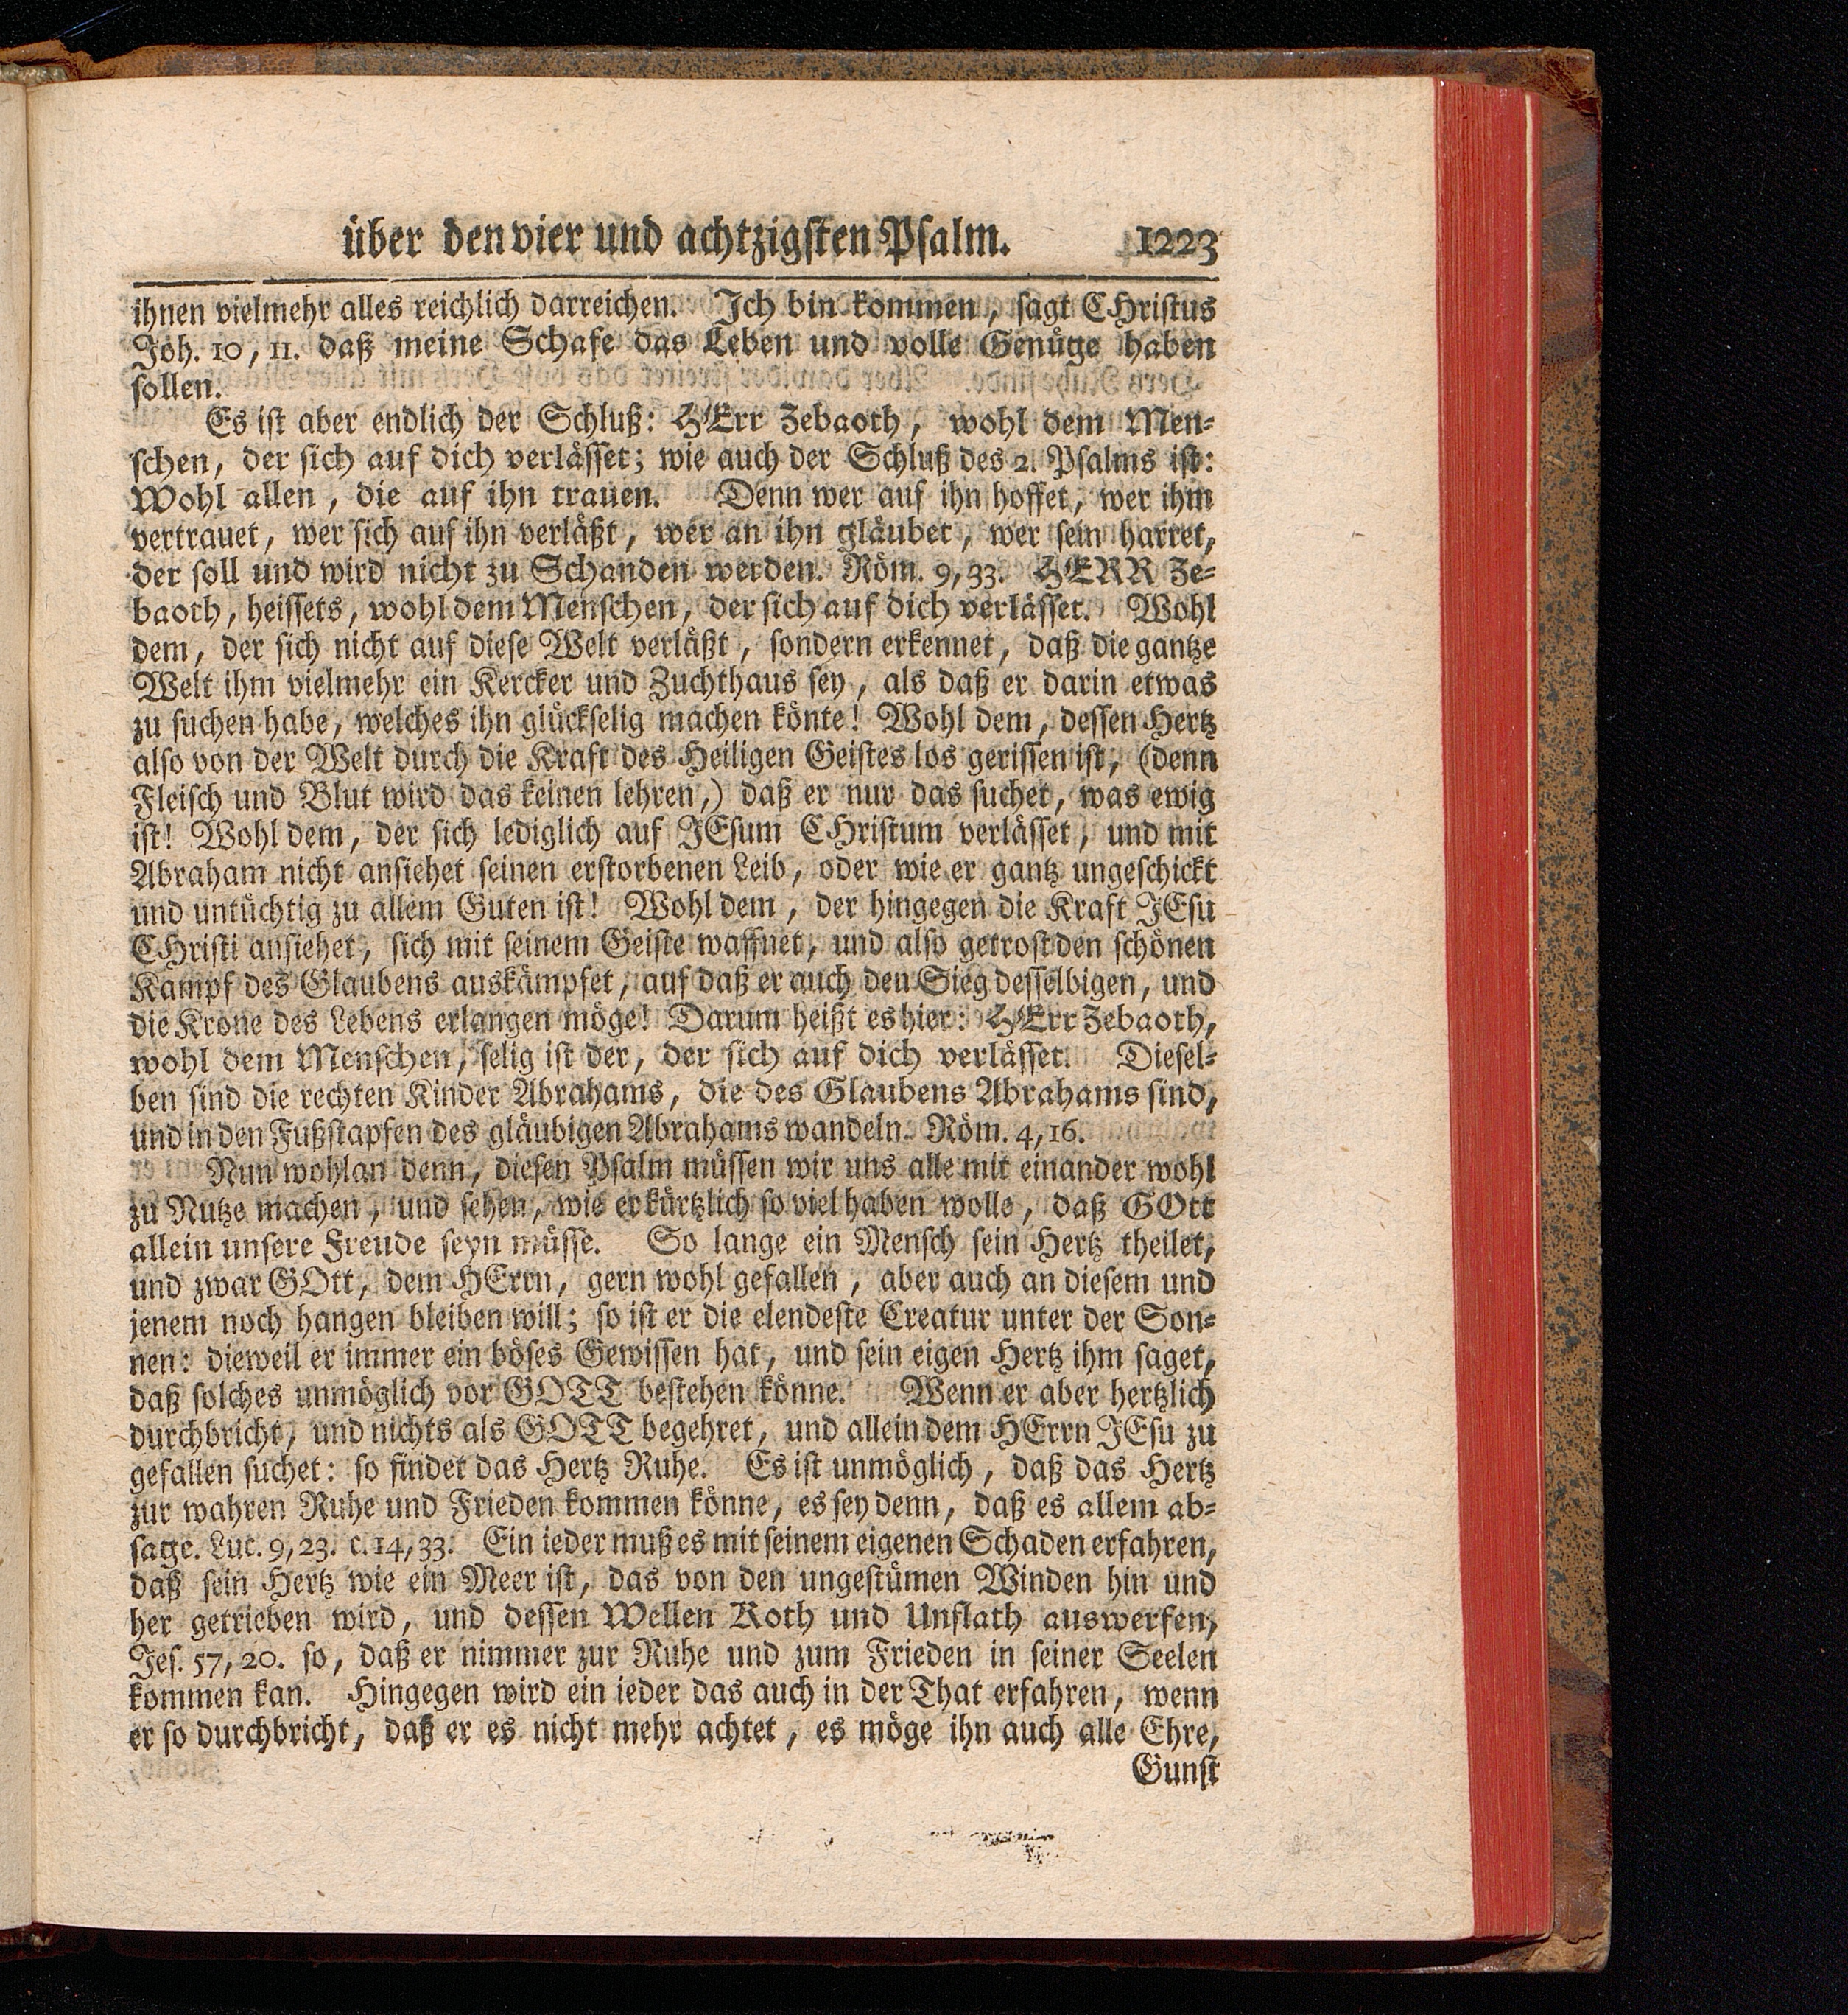 über den vier und achtzigsten Psalm. 1223
ihnen vielmehr alles reichlich darreichen. Ich bin kommen, sagt CHristus
Joh. 10, 11. daß meine Schafe das Leben und volle Genüge haben
sollen.
Es ist aber endlich der Schluß: HErr Zebaoth, wohl dem Men-
schen, der sich auf dich verlässet; wie auch der Schluß des 2. Psalms ist:
Wohl allen, die auf ihn trauen. Denn wer auf ihn hoffet, wer ihm
vertrauet, wer sich auf ihn verläßt, wer an ihn gläubet, wer sein harret,
der soll und wird nicht zu Schanden werden. Röm. 9, 33. HERR Ze-
baoth, heissets, wohl dem Menschen, der sich auf dich verlässet. Wohl
dem, der sich nicht auf diese Welt verläßt, sondern erkennet, daß die gantze
Welt ihm vielmehr ein Kercker und Zuchthaus sey, als daß er darin etwas
zu suchen habe, welches ihn glückselig machen könte! Wohl dem, dessen Hertz
also von der Welt durch die Kraft des Heiligen Geistes los gerissen ist, (denn
Fleisch und Blut wird das keinen lehren,) daß er nur das suchet, was ewig
ist! Wohl dem, der sich lediglich auf JEsum CHristum verlässet, und mit
Abraham nicht ansiehet seinen erstorbenen Leib, oder wie er gantz ungeschickt
und untüchtig zu allem Guten ist! Wohl dem, der hingegen die Kraft JEsu
CHristi ansiehet, sich mit seinem Geiste waffnet, und also getrost den schönen
Kampf des Glaubens auskämpfet, auf daß er auch den Sieg desselbigen, und
die Krone des Lebens erlangen möge! Darum heißt es hier: HErr Zebaoth,
wohl dem Menschen, selig ist der, der sich auf dich verlässet. Diesel-
ben sind die rechten Kinder Abrahams, die des Glaubens Abrahams sind,
und in den Fußstapfen des gläubigen Abrahams wandeln. Röm. 4, 16.
Nun wohlan denn, diesen Psalm müssen wir uns alle mit einander wohl
zu Nutze machen, und sehen, wie er kürtzlich so viel haben wolle, daß GOtt
allein unsere Freude seyn müsse. So lange ein Mensch sein Hertz theilet,
und zwar GOtt, dem HErrn, gern wohl gefallen, aber auch an diesem und
jenem noch hangen bleiben will; so ist er die elendeste Creatur unter der Son-
nen: dieweil er immer ein böses Gewissen hat, und sein eigen Hertz ihm saget,
daß solches unmöglich vor GOTT bestehen könne. Wenn er aber hertzlich
durchbricht, und nichts als GOTT begehret, und allein dem HErrn JEsu zu
gefallen suchet: so findet das Hertz Ruhe. Es ist unmöglich, daß das Hertz
zur wahren Ruhe und Frieden kommen könne, es sey denn, daß es allem ab-
sage. Luc. 9, 23. c. 14, 33. Ein ieder muß es mit seinem eigenen Schaden erfahren,
daß sein Hertz wie ein Meer ist, das von den ungestümen Winden hin und
her getrieben wird, und dessen Wellen Koth und Unflath auswerfen,
Jes. 57, 20. so, daß er nimmer zur Ruhe und zum Frieden in seiner Seelen
kommen kan. Hingegen wird ein ieder das auch in der That erfahren, wenn
er so durchbricht, daß er es nicht mehr achtet, es möge ihn auch alle Ehre,
Gunst